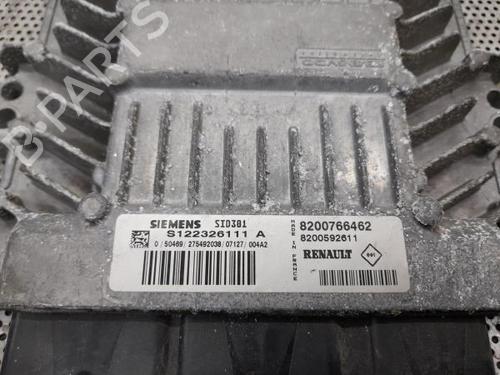 B-PARTS
SIEMENS SID301
S122326111 A
0 / 50469 / 275492038 / 07127 / 004A2
MADE IN FRANCE
8200766462
8200592611
RENAULT